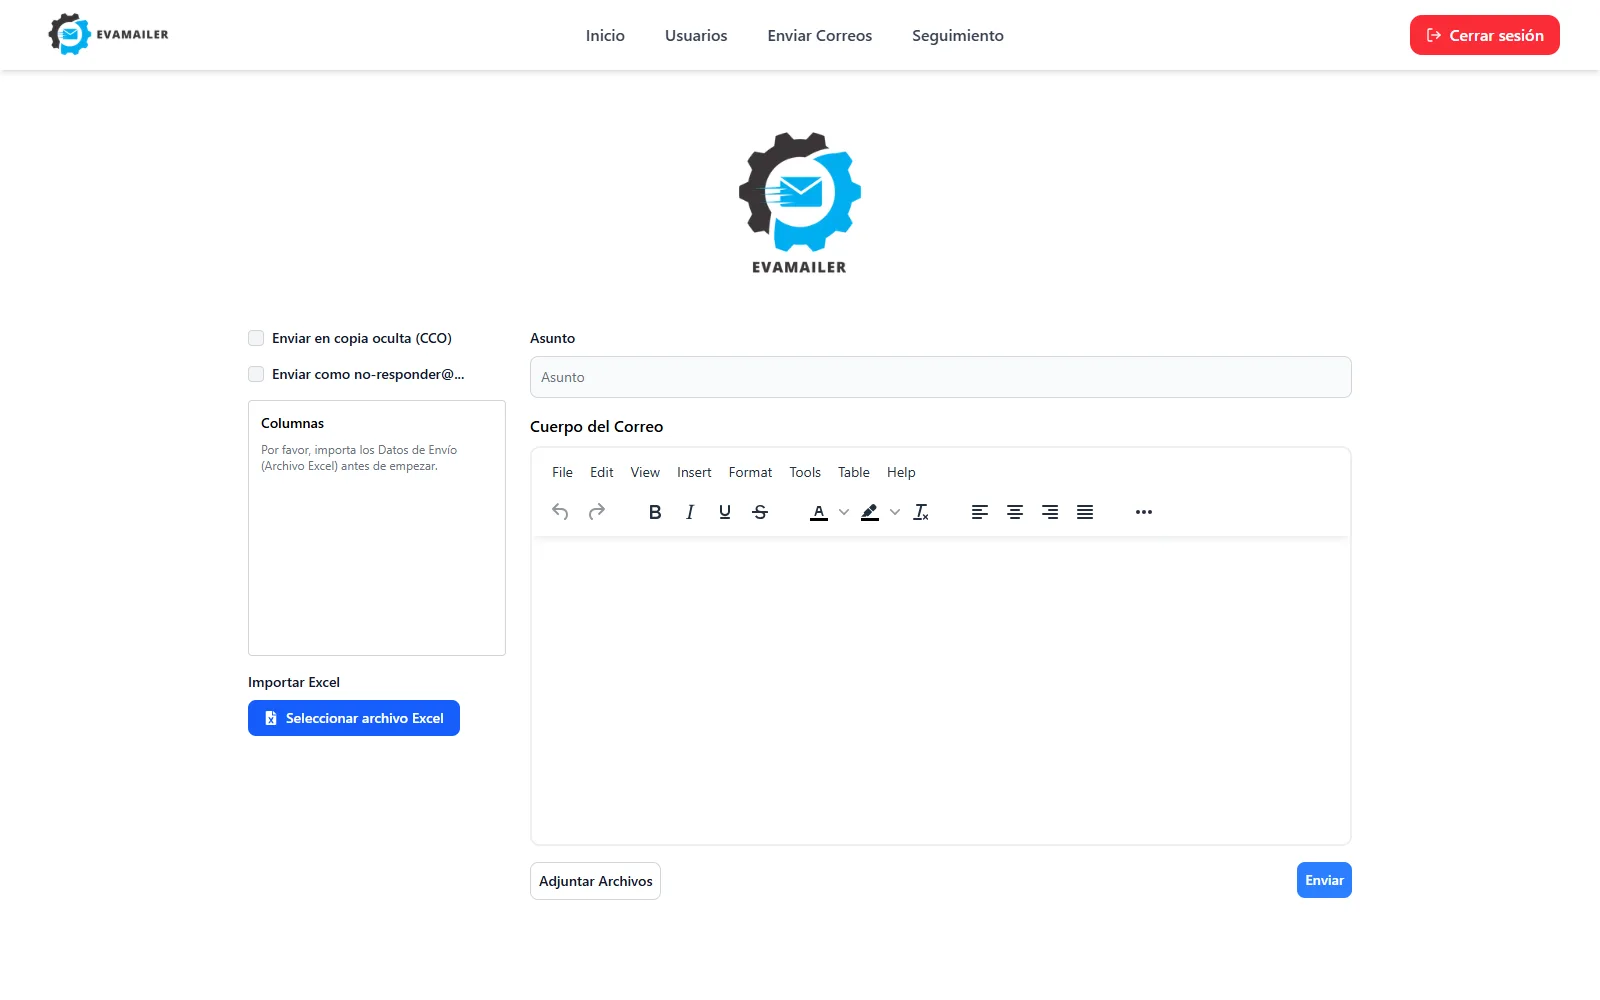 EVAMAILER
Inicio
Usuarios
Enviar Correos
Seguimiento
Cerrar sesión
EVAMAILER
Enviar en copia oculta (CCO)
Enviar como no-responder@...
Columnas
Por favor, importa los Datos de Envío
(Archivo Excel) antes de empezar.
Importar Excel
Seleccionar archivo Excel
Asunto
Asunto
Cuerpo del Correo
File Edit View Insert Format Tools Table Help
Adjuntar Archivos
Enviar